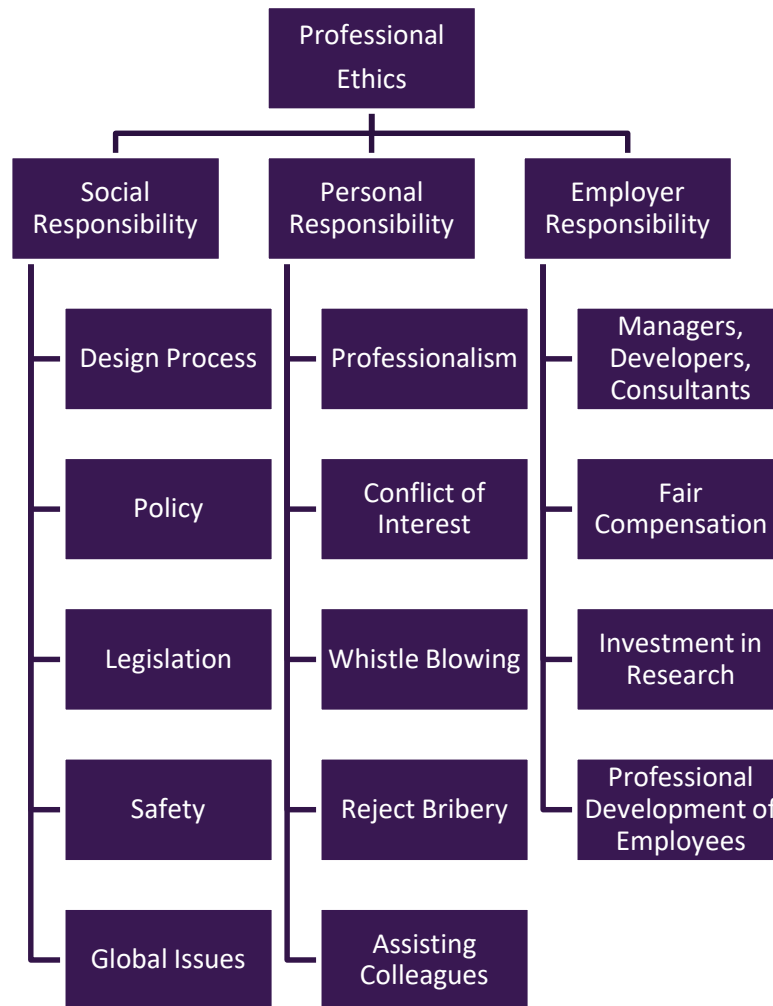 Professional
Ethics
Social
Responsibility
Personal
Responsibility
Employer
Responsibility
Design Process
Policy
Legislation
Safety
Global Issues
Professionalism
Conflict of
Interest
Whistle Blowing
Reject Bribery
Assisting
Colleagues
Managers,
Developers,
Consultants
Fair
Compensation
Investment in
Research
Professional
Development of
Employees